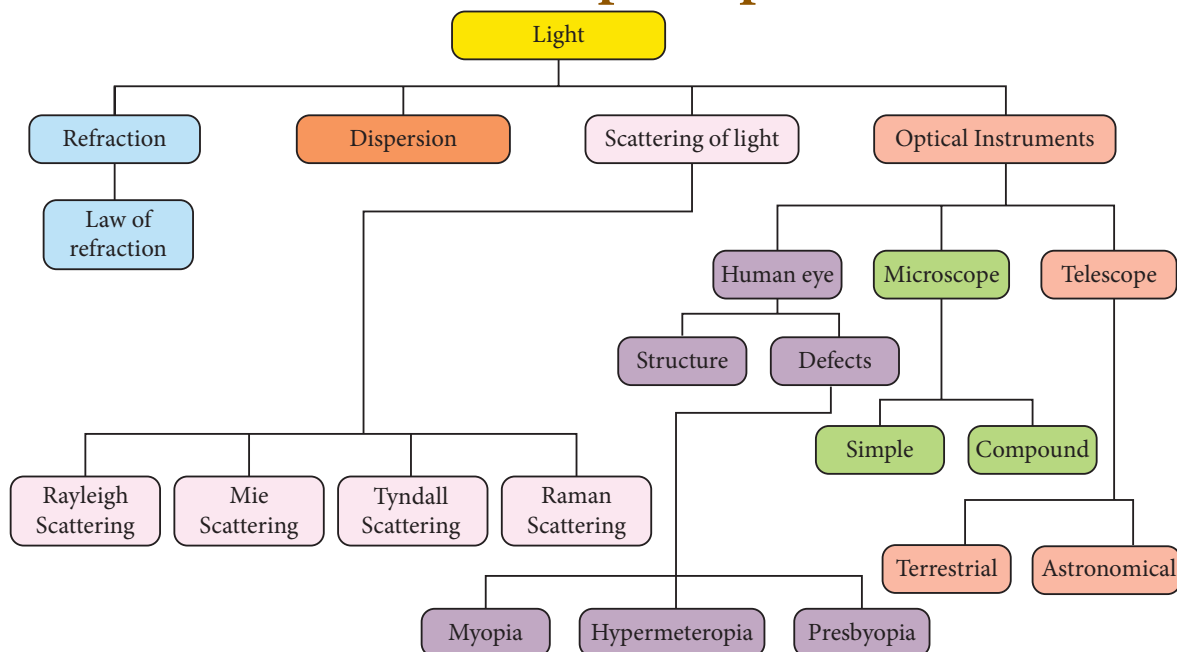 Light
Refraction
Dispersion
Scattering of light
Optical Instruments
Law of
refraction
Human eye
Microscope
Telescope
Structure
Defects
Simple
Compound
Rayleigh
Scattering
Mie
Scattering
Tyndall
Scattering
Raman
Scattering
Terrestrial
Astronomical
Myopia
Hypermeteropia
Presbyopia